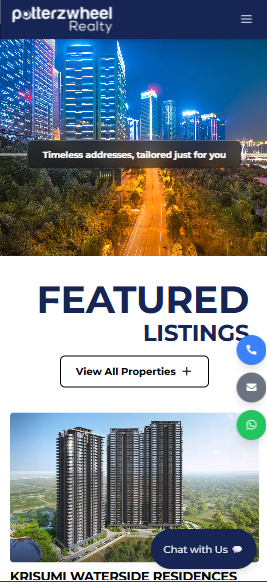 potterzwheel
Realty
Timeless addresses, tailored just for you
FEATURED
LISTINGS
View All Properties +
Chat with Us
KRISUMI WATERSIDE RESIDENCES